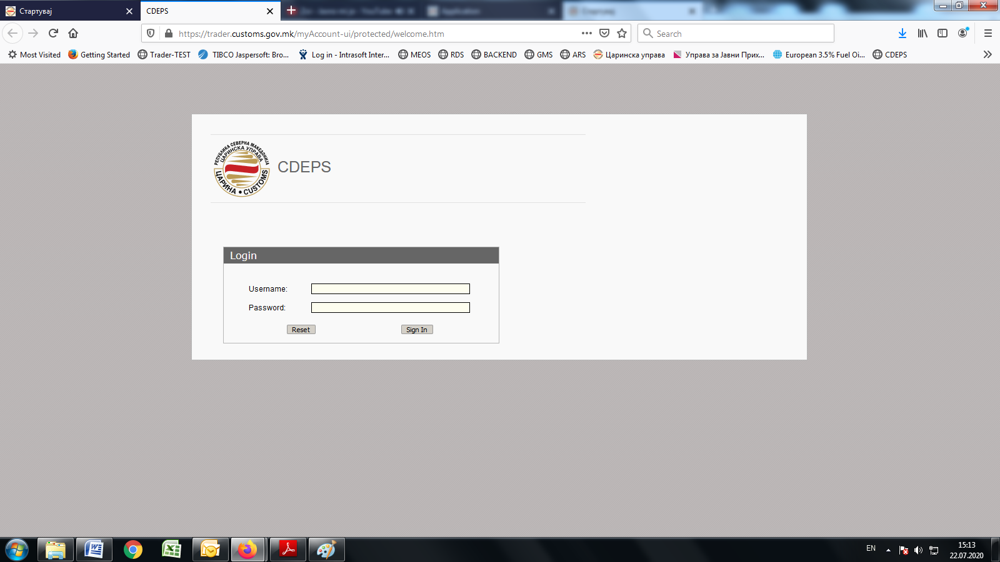 Стартувај
CDEPS
https://trader.customs.gov.mk/myAccount-ui/protected/welcome.htm
Search
Most Visited
Getting Started
Trader-TEST
TIBCO Jaspersoft: Bro...
Log in - Intrasoft Inter...
MEOS
RDS
BACKEND
GMS
ARS
Царинска управа
Управа за Јавни Прих...
European 3.5% Fuel Oi...
CDEPS
РЕПУБЛИКА СЕВЕРНА МАКЕДОНИЈА
ЦАРИНСКА УПРАВА
ЦАРИНА • CUSTOMS
CDEPS
Login
Username:
Password:
Reset
Sign In
EN
15:13
22.07.2020